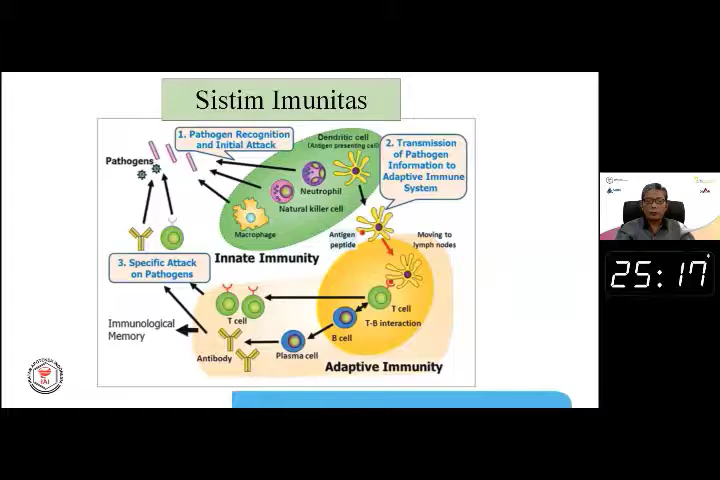 Sistim Imunitas
1. Pathogen Recognition
and Initial Attack
Dendritic cell
(Antigen presenting cell)
2. Transmission
of Pathogen
Information to
Adaptive Immune
System
Pathogens
Neutrophil
Natural killer cell
Macrophage
Antigen
peptide
Moving to
lymph nodes
Innate Immunity
3. Specific Attack
on Pathogens
T cell
T cell
T-B interaction
B cell
Immunological
Memory
Antibody
Plasma cell
Adaptive Immunity
IAI
25:17